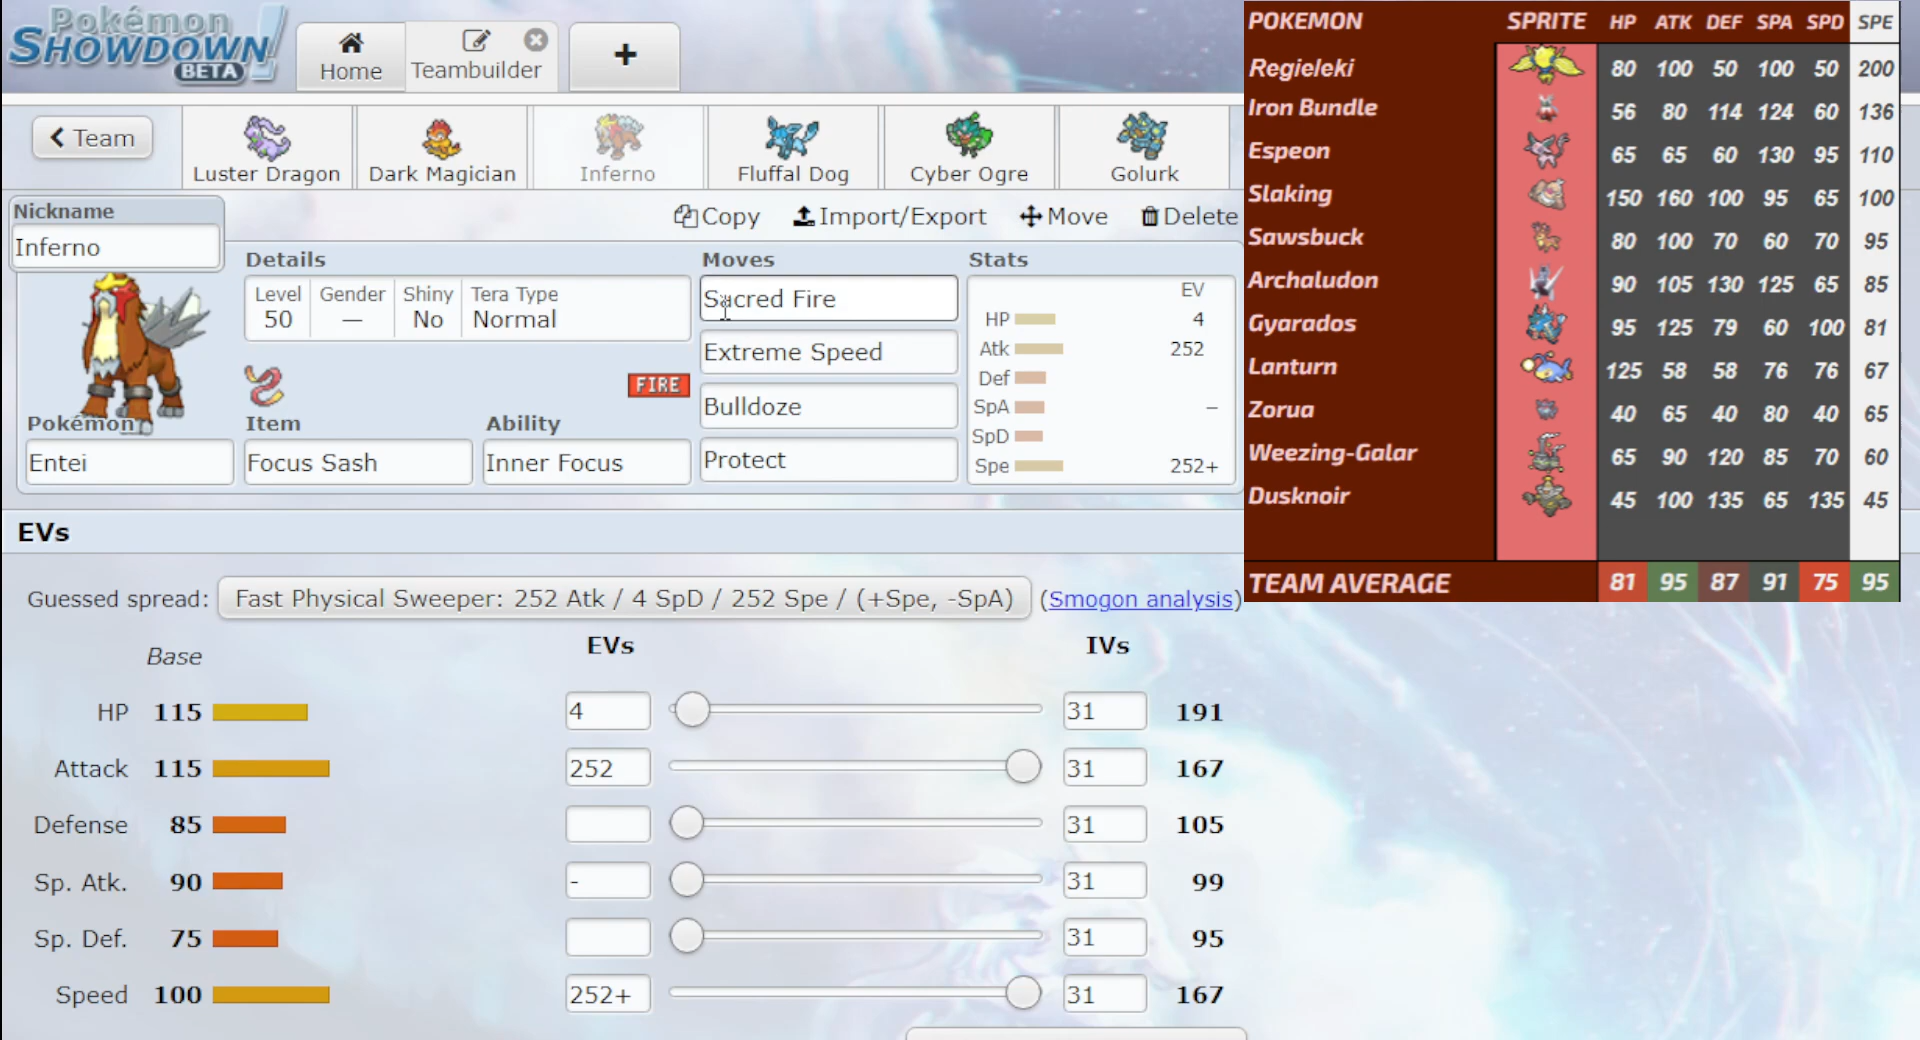 Pokémon
SHOWDOWN!
BETA
Home
Teambuilder
+
Team
Luster Dragon
Dark Magician
Inferno
Fluffal Dog
Cyber Ogre
Golurk
Copy
Import/Export
Move
Delete
Nickname
Inferno
Details
Level
50
Gender
—
Shiny
No
Tera Type
Normal
FIRE
Pokémon
Entei
Item
Focus Sash
Ability
Inner Focus
Moves
Sacred Fire
Extreme Speed
Bulldoze
Protect
Stats
EV
HP 4
Atk 252
Def
SpA –
SpD
Spe 252+
EVs
Guessed spread: Fast Physical Sweeper: 252 Atk / 4 SpD / 252 Spe / (+Spe, -SpA) (Smogon analysis)
Base EVs IVs
HP 115 4 31 191
Attack 115 252 31 167
Defense 85 31 105
Sp. Atk. 90 - 31 99
Sp. Def. 75 31 95
Speed 100 252+ 31 167
POKEMON SPRITE HP ATK DEF SPA SPD SPE
Regieleki 80 100 50 100 50 200
Iron Bundle 56 80 114 124 60 136
Espeon 65 65 60 130 95 110
Slaking 150 160 100 95 65 100
Sawsbuck 80 100 70 60 70 95
Archaludon 90 105 130 125 65 85
Gyarados 95 125 79 60 100 81
Lanturn 125 58 58 76 76 67
Zorua 40 65 40 80 40 65
Weezing-Galar 65 90 120 85 70 60
Dusknoir 45 100 135 65 135 45
TEAM AVERAGE 81 95 87 91 75 95